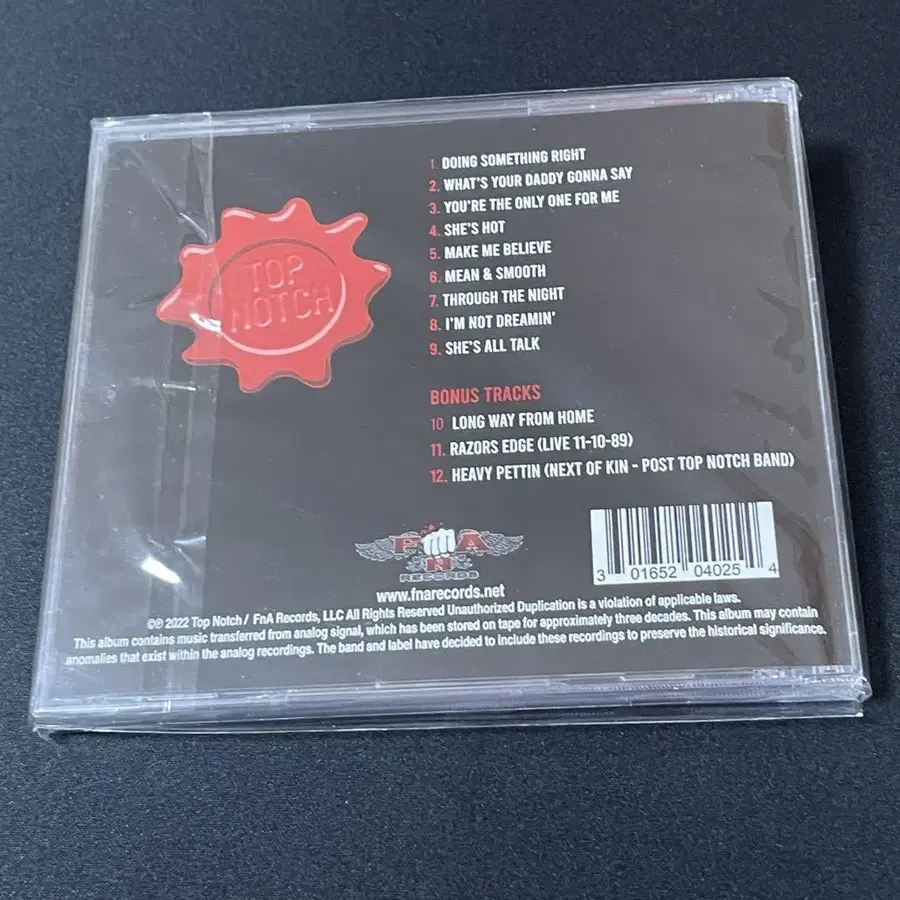 TOP
NOTCH
1. DOING SOMETHING RIGHT
2. WHAT'S YOUR DADDY GONNA SAY
3. YOU'RE THE ONLY ONE FOR ME
4. SHE'S HOT
5. MAKE ME BELIEVE
6. MEAN & SMOOTH
7. THROUGH THE NIGHT
8. I'M NOT DREAMIN'
9. SHE'S ALL TALK
BONUS TRACKS
10 LONG WAY FROM HOME
11. RAZORS EDGE (LIVE 11-10-89)
12. HEAVY PETTIN (NEXT OF KIN - POST TOP NOTCH BAND)
F N A
RECORDS
www.fnarecords.net
3 01652 04025 4
©℗ 2022 Top Notch / FnA Records, LLC All Rights Reserved Unauthorized Duplication is a violation of applicable laws.
This album contains music transferred from analog signal, which has been stored on tape for approximately three decades. This album may contain
anomalies that exist within the analog recordings. The band and label have decided to include these recordings to preserve the historical significance.